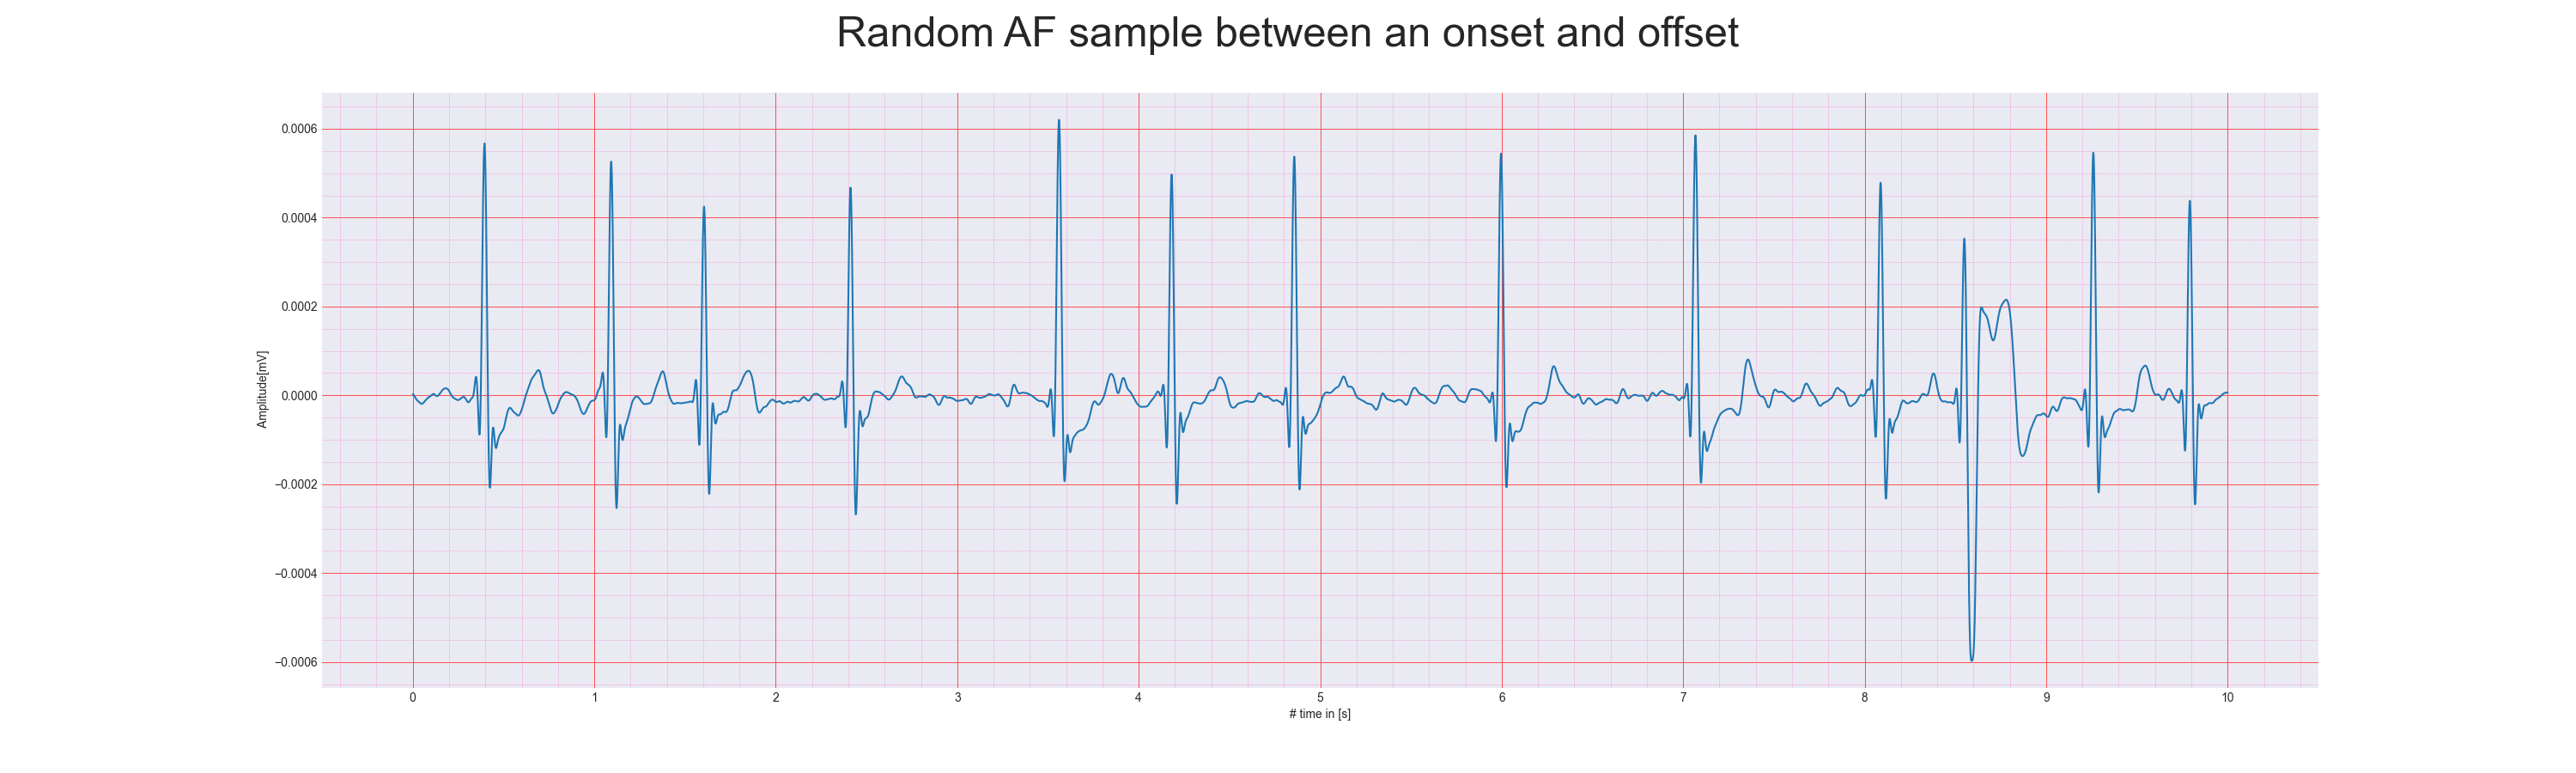 Random AF sample between an onset and offset
0.0006
0.0004
0.0002
0.0000
−0.0002
−0.0004
−0.0006
Amplitude[mV]
0 1 2 3 4 5 6 7 8 9 10
# time in [s]